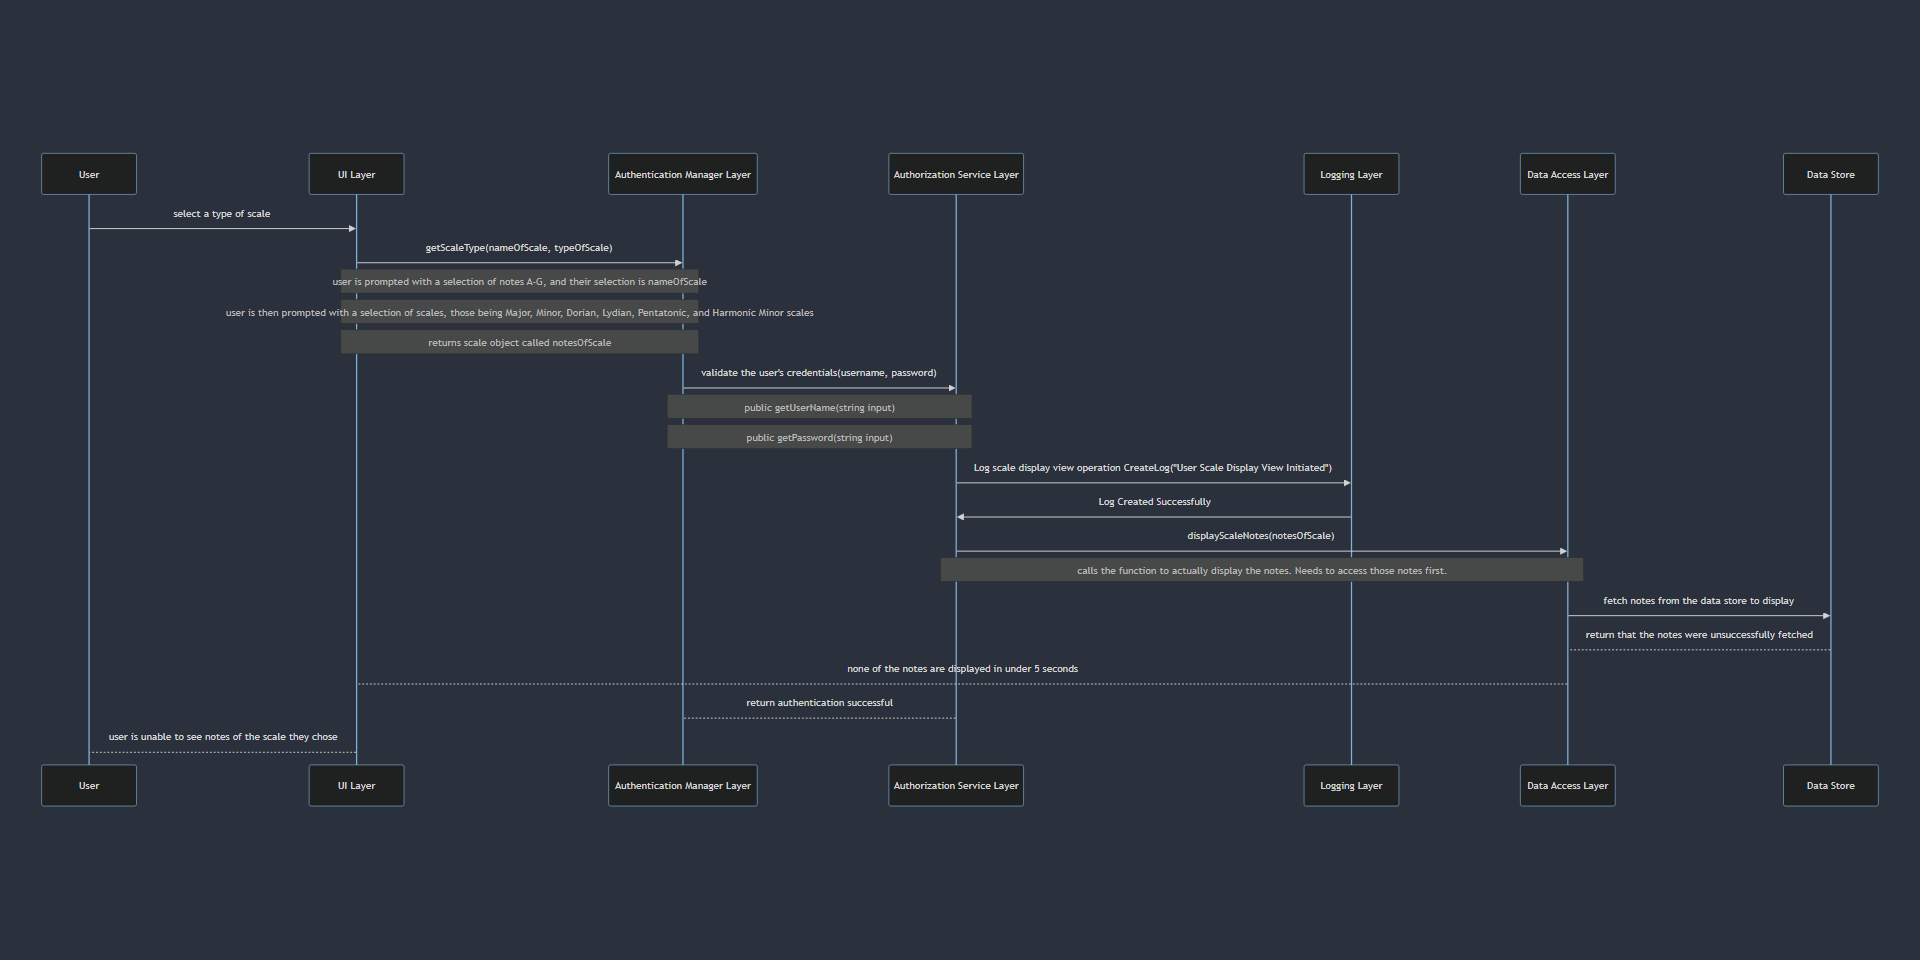 User
UI Layer
Authentication Manager Layer
Authorization Service Layer
Logging Layer
Data Access Layer
Data Store
select a type of scale
getScaleType(nameOfScale, typeOfScale)
user is prompted with a selection of notes A-G, and their selection is nameOfScale
user is then prompted with a selection of scales, those being Major, Minor, Dorian, Lydian, Pentatonic, and Harmonic Minor scales
returns scale object called notesOfScale
validate the user's credentials(username, password)
public getUserName(string input)
public getPassword(string input)
Log scale display view operation CreateLog("User Scale Display View Initiated")
Log Created Successfully
displayScaleNotes(notesOfScale)
calls the function to actually display the notes. Needs to access those notes first.
fetch notes from the data store to display
return that the notes were unsuccessfully fetched
none of the notes are displayed in under 5 seconds
return authentication successful
user is unable to see notes of the scale they chose
User
UI Layer
Authentication Manager Layer
Authorization Service Layer
Logging Layer
Data Access Layer
Data Store